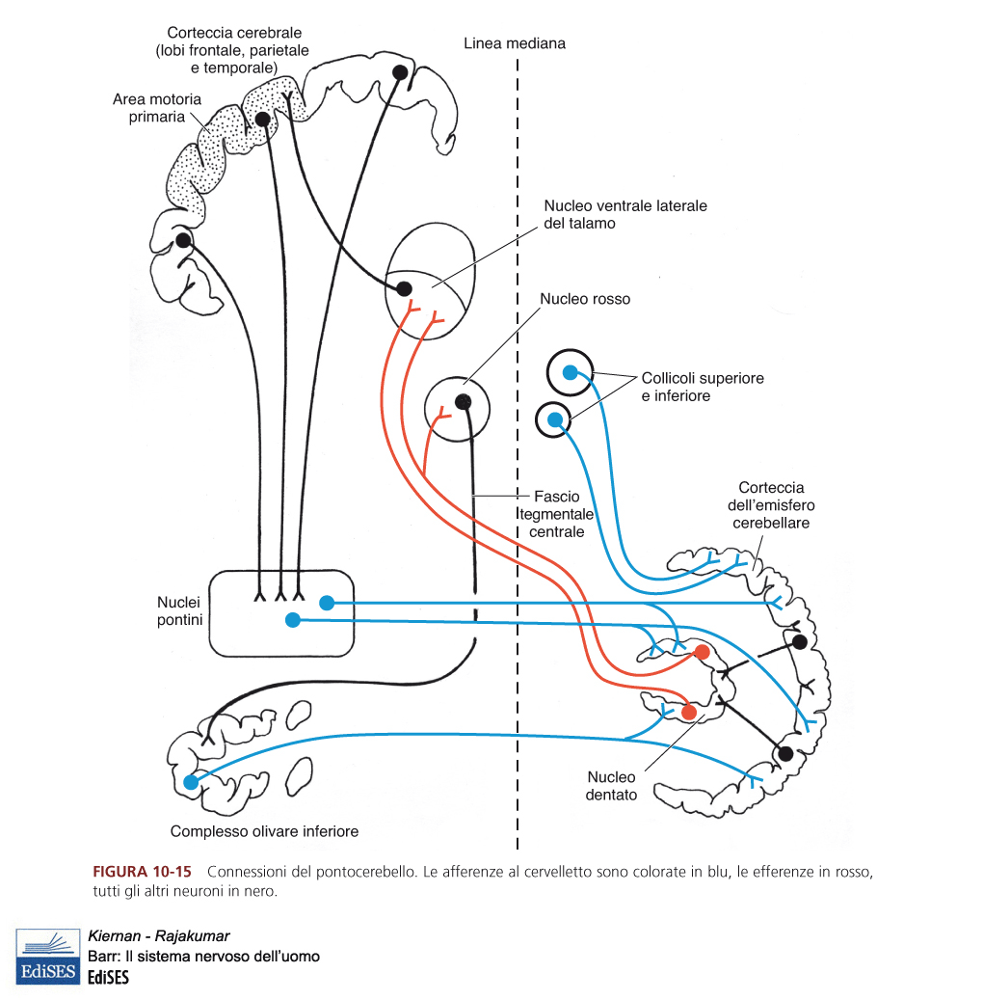 Corteccia cerebrale
(lobi frontale, parietale
e temporale)
Linea mediana
Area motoria
primaria
Nucleo ventrale laterale
del talamo
Nucleo rosso
Collicoli superiore
e inferiore
Corteccia
dell'emisfero
cerebellare
Fascio
tegmentale
centrale
Nuclei
pontini
Nucleo
dentato
Complesso olivare inferiore
FIGURA 10-15 Connessioni del pontocerebello. Le afferenze al cervelletto sono colorate in blu, le efferenze in rosso,
tutti gli altri neuroni in nero.
EdiSES
Kiernan - Rajakumar
Barr: Il sistema nervoso dell'uomo
EdiSES